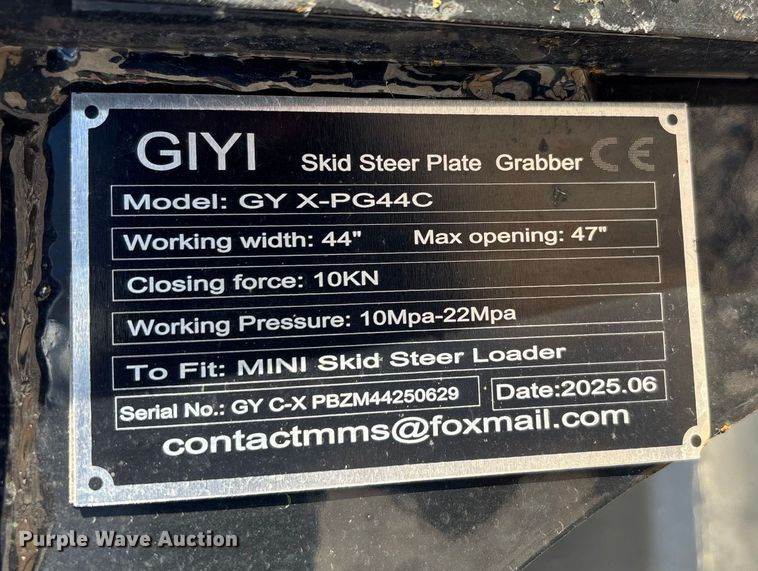 GIYI Skid Steer Plate Grabber CE
Model: GY X-PG44C
Working width: 44" Max opening: 47"
Closing force: 10KN
Working Pressure: 10Mpa-22Mpa
To Fit: MINI Skid Steer Loader
Serial No.: GY C-X PBZM44250629 Date:2025.06
contactmms@foxmail.com
Purple Wave Auction